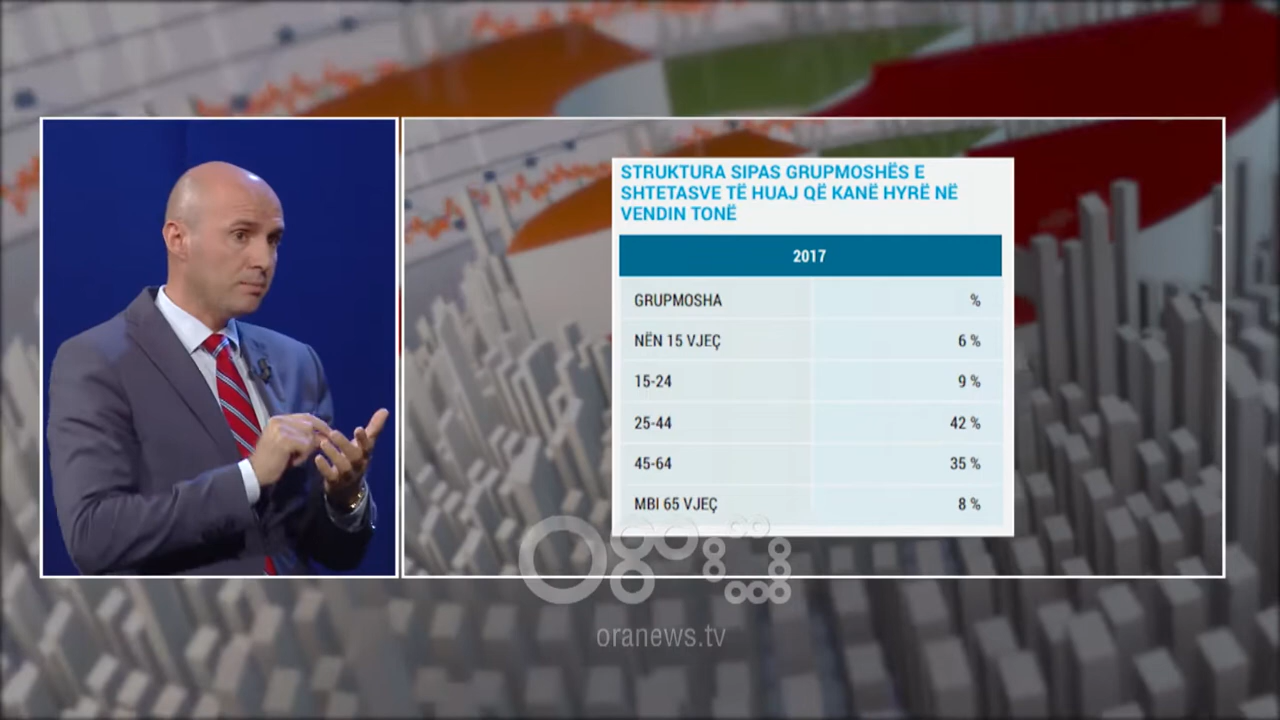 STRUKTURA SIPAS GRUPMOSHËS E
SHTETASVE TË HUAJ QË KANË HYRË NË
VENDIN TONË
2017
GRUPMOSHA %
NËN 15 VJEÇ 6 %
15-24 9 %
25-44 42 %
45-64 35 %
MBI 65 VJEÇ 8 %
oranews.tv